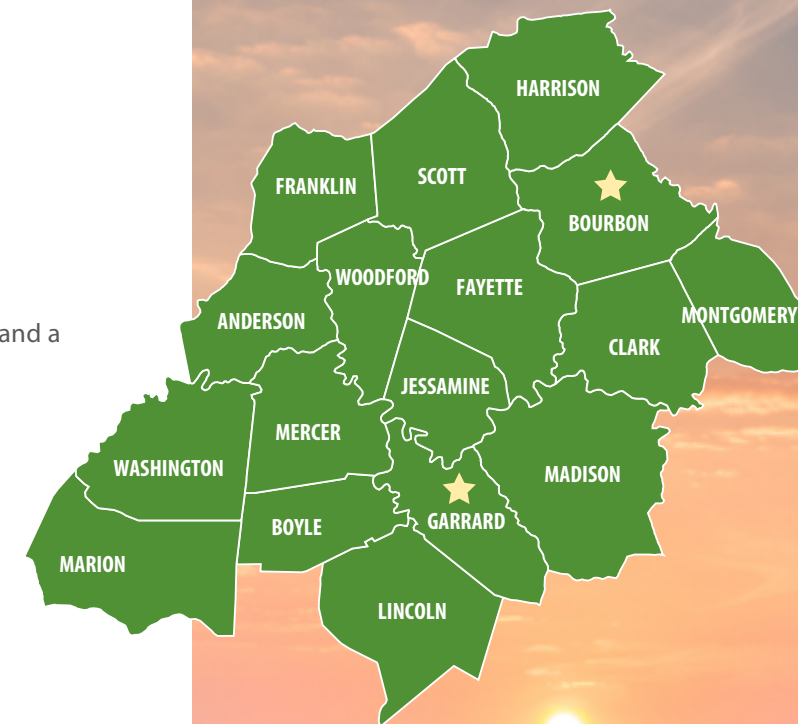 HARRISON
SCOTT
FRANKLIN
BOURBON
WOODFORD
FAYETTE
MONTGOMERY
ANDERSON
and a
CLARK
JESSAMINE
MERCER
WASHINGTON
MADISON
GARRARD
BOYLE
MARION
LINCOLN